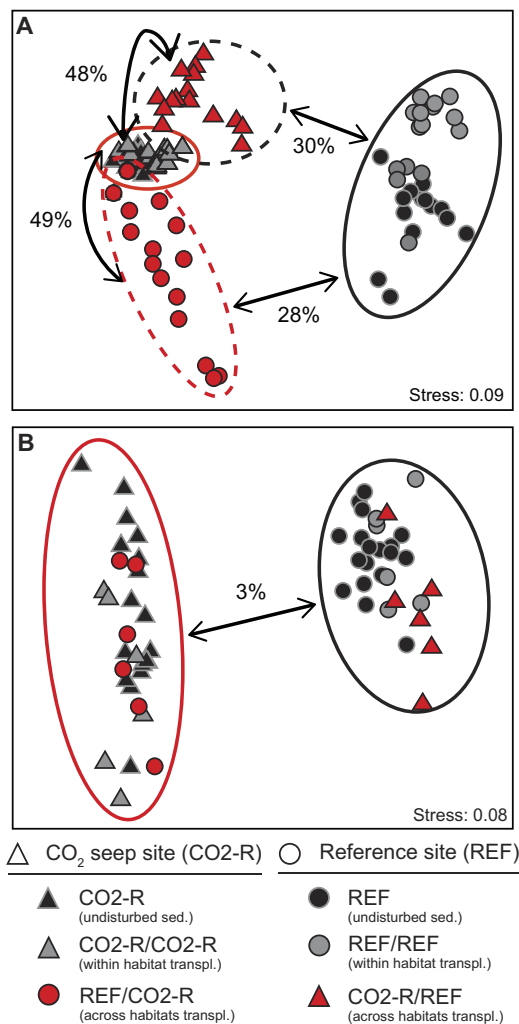 A
48%
30%
49%
28%
Stress: 0.09
B
3%
Stress: 0.08
CO₂ seep site (CO2-R)
Reference site (REF)
CO2-R
(undisturbed sed.)
REF
(undisturbed sed.)
CO2-R/CO2-R
(within habitat transpl.)
REF/REF
(within habitat transpl.)
REF/CO2-R
(across habitats transpl.)
CO2-R/REF
(across habitats transpl.)